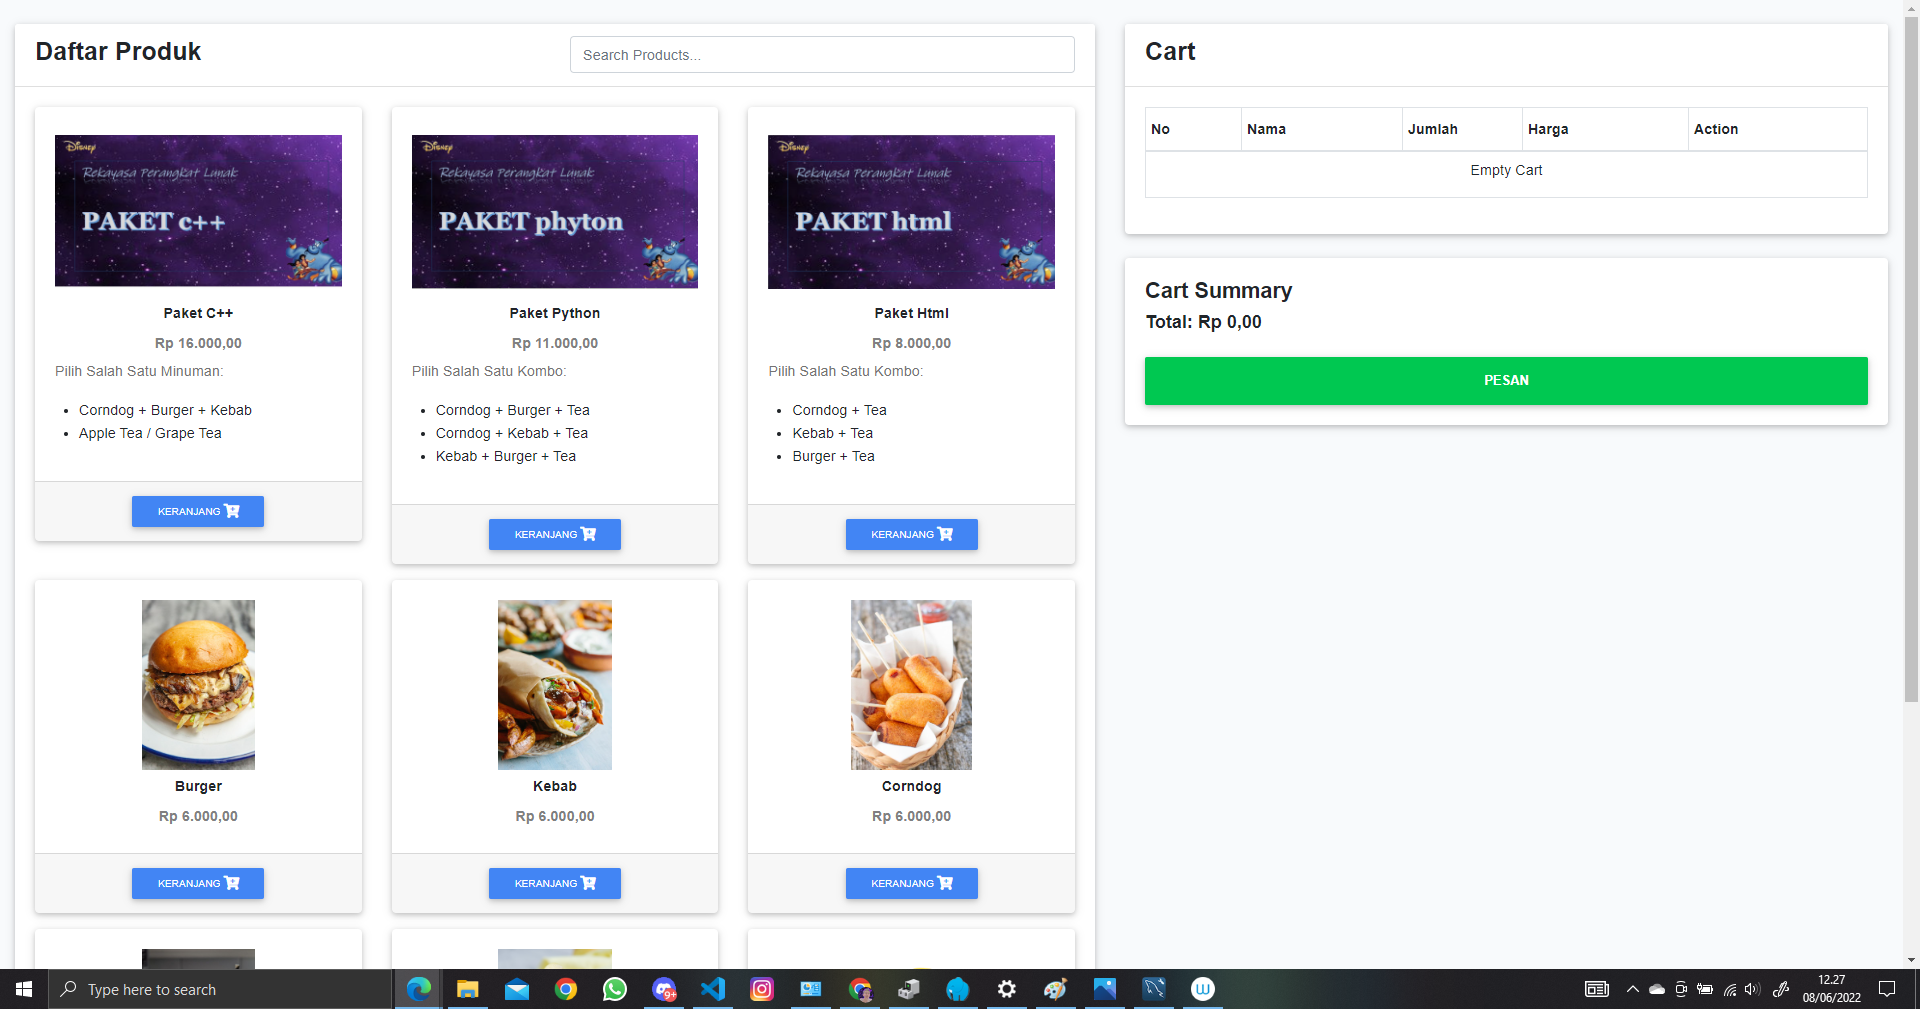 Daftar Produk
Search Products...
Disney
Rekayasa Perangkat Lunak
PAKET c++
Paket C++
Rp 16.000,00
Pilih Salah Satu Minuman:
Corndog + Burger + Kebab
Apple Tea / Grape Tea
KERANJANG
Disney
Rekayasa Perangkat Lunak
PAKET phyton
Paket Python
Rp 11.000,00
Pilih Salah Satu Kombo:
Corndog + Burger + Tea
Corndog + Kebab + Tea
Kebab + Burger + Tea
KERANJANG
Disney
Rekayasa Perangkat Lunak
PAKET html
Paket Html
Rp 8.000,00
Pilih Salah Satu Kombo:
Corndog + Tea
Kebab + Tea
Burger + Tea
KERANJANG
Burger
Rp 6.000,00
KERANJANG
Kebab
Rp 6.000,00
KERANJANG
Corndog
Rp 6.000,00
KERANJANG
Cart
No Nama Jumlah Harga Action
Empty Cart
Cart Summary
Total: Rp 0,00
PESAN
Type here to search
9+
W
12.27
08/06/2022